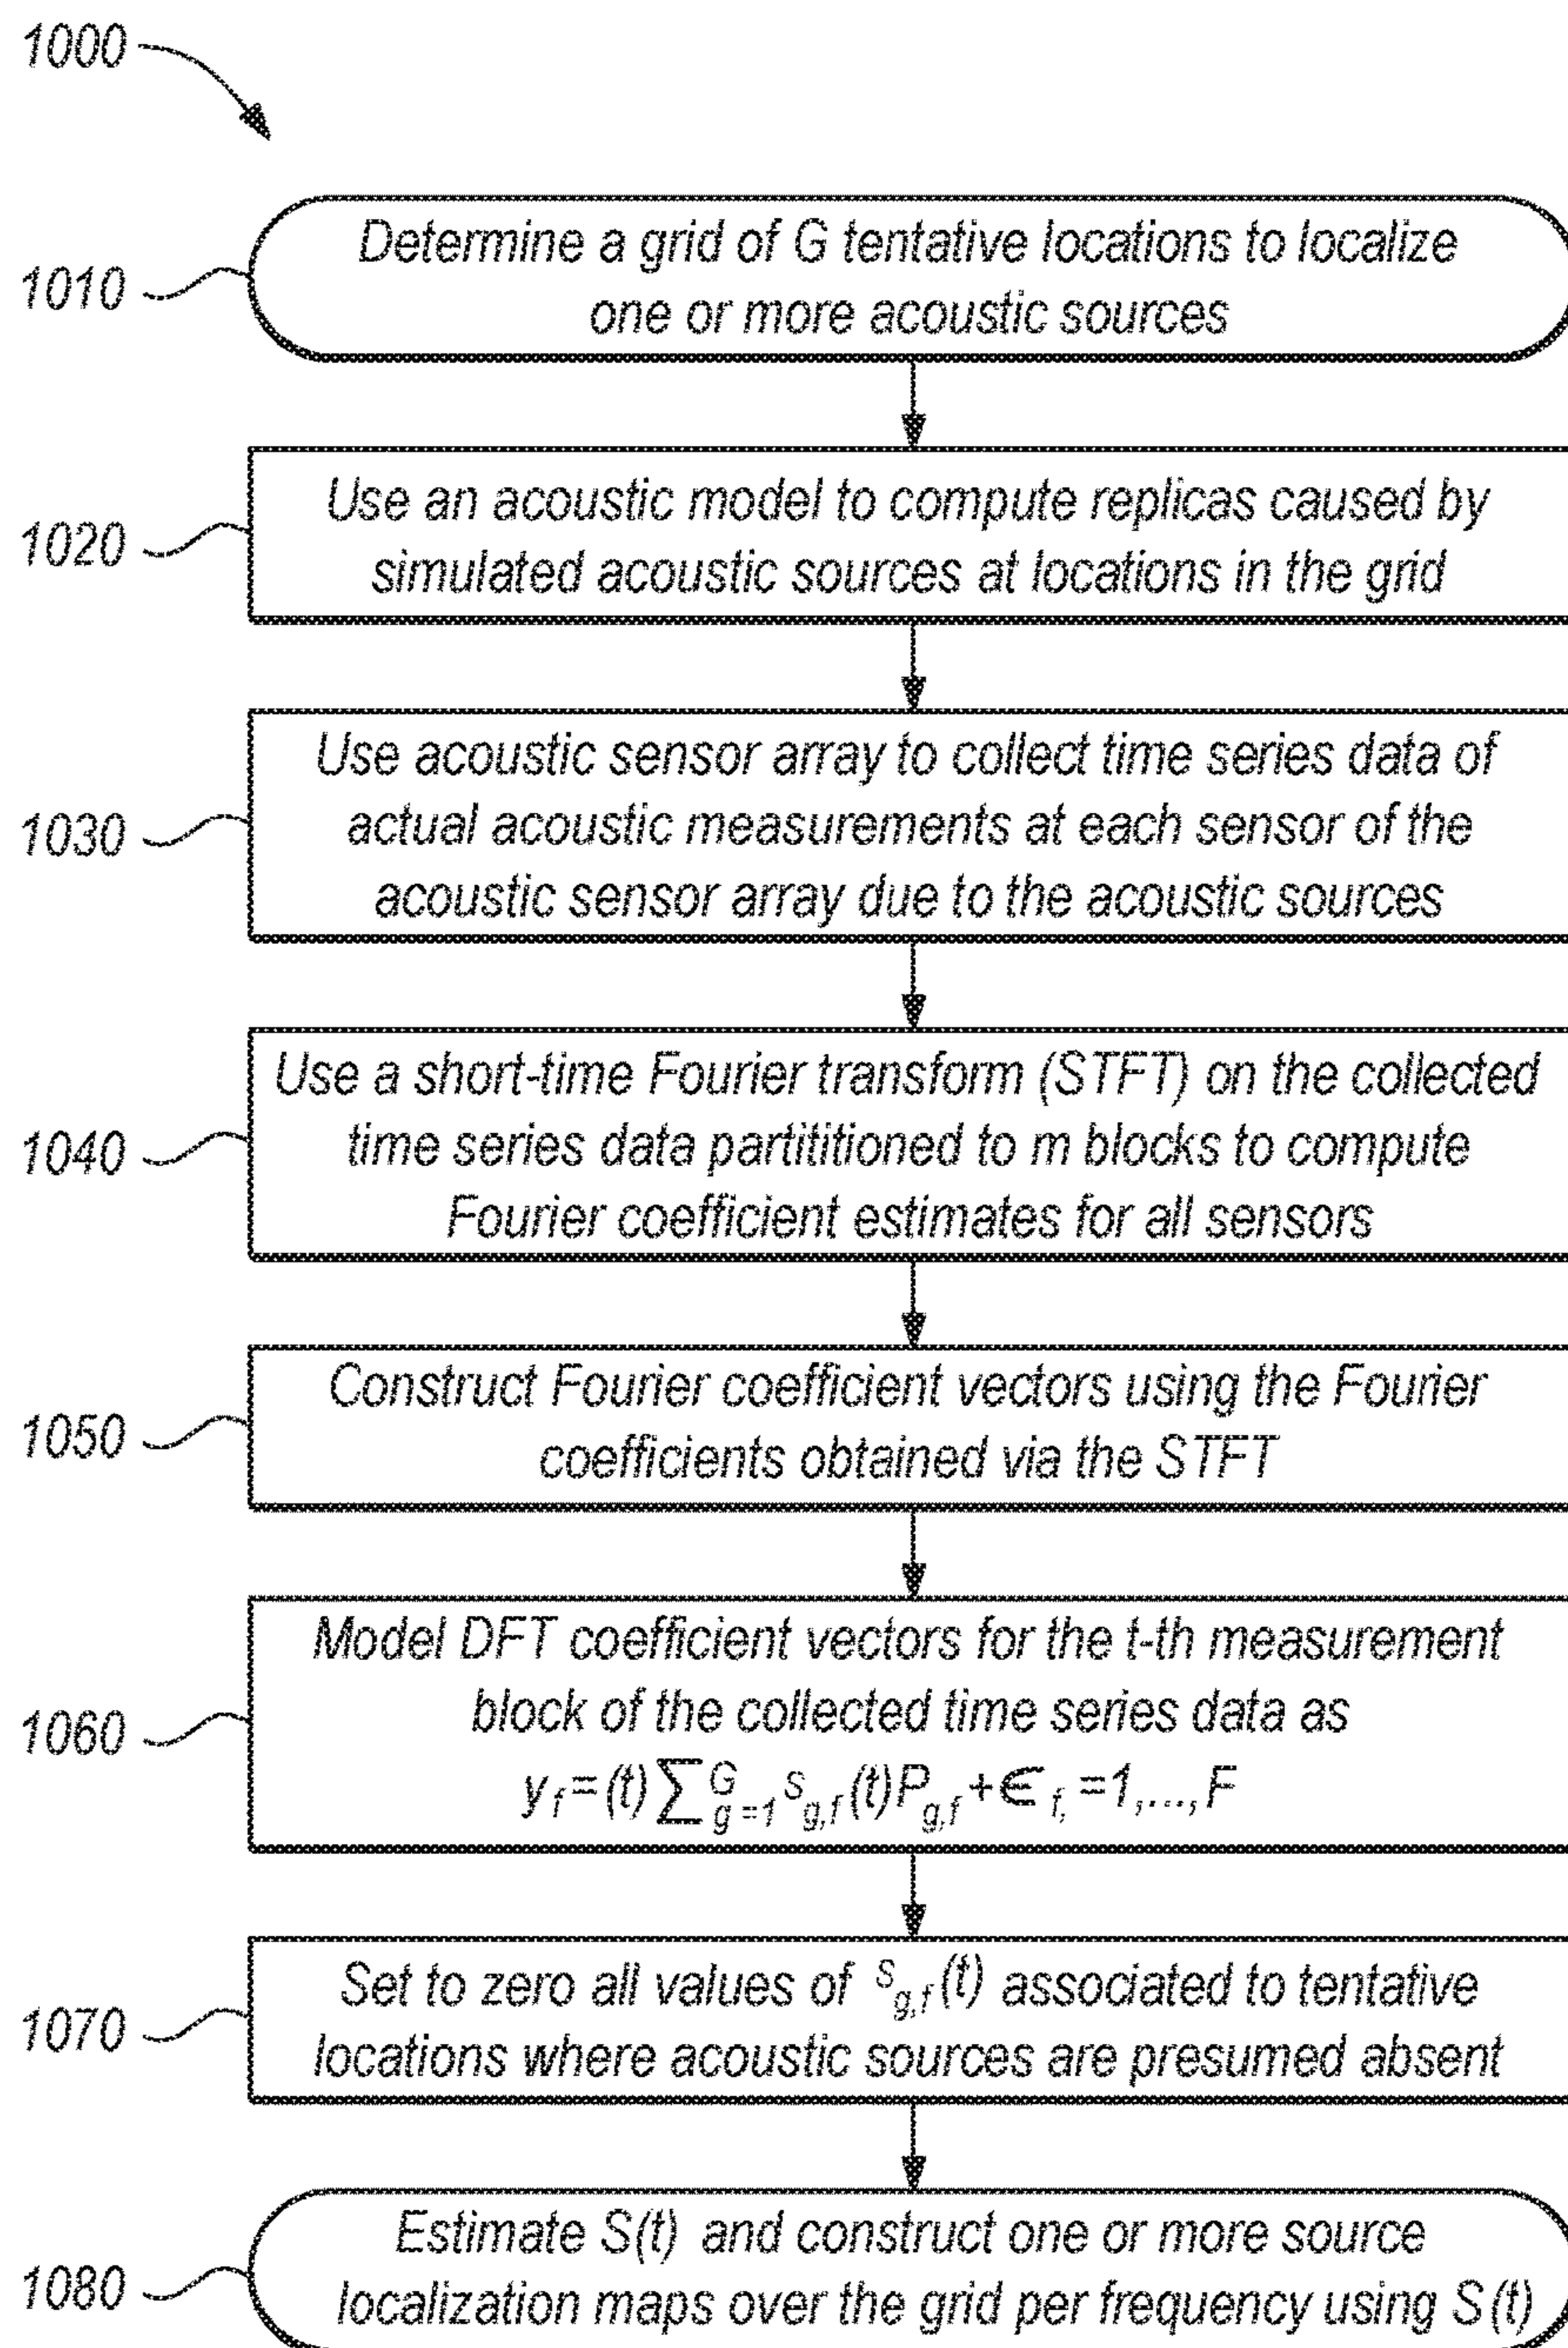 1000
1010
Determine a grid of G tentative locations to localize
one or more acoustic sources
1020
Use an acoustic model to compute replicas caused by
simulated acoustic sources at locations in the grid
1030
Use acoustic sensor array to collect time series data of
actual acoustic measurements at each sensor of the
acoustic sensor array due to the acoustic sources
1040
Use a short-time Fourier transform (STFT) on the collected
time series data partititioned to m blocks to compute
Fourier coefficient estimates for all sensors
1050
Construct Fourier coefficient vectors using the Fourier
coefficients obtained via the STFT
1060
Model DFT coefficient vectors for the t-th measurement
block of the collected time series data as
y_f = (t) ∑_{g=1}^{G} s_{g,f}(t) P_{g,f} + ∈_{f,} = 1,..., F
1070
Set to zero all values of s_{g,f}(t) associated to tentative
locations where acoustic sources are presumed absent
1080
Estimate S(t) and construct one or more source
localization maps over the grid per frequency using S(t)